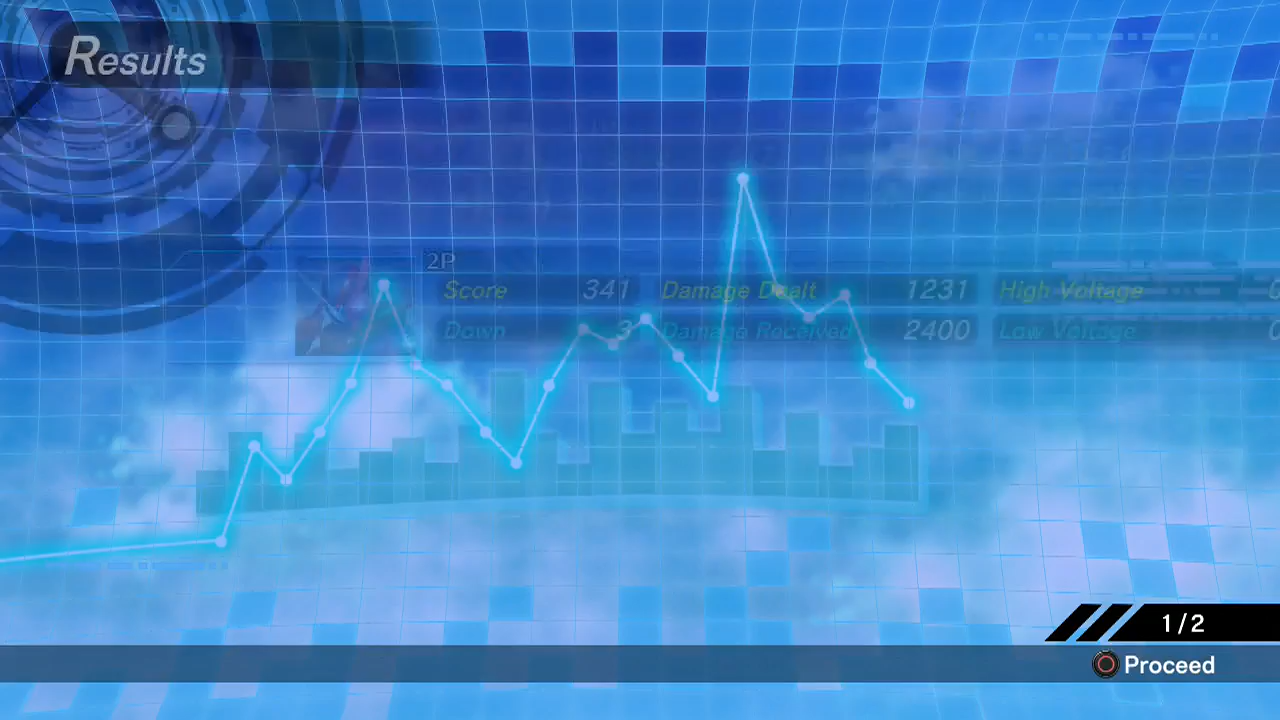 Results
2P
Score 341 Damage Dealt 1231 High Voltage
Down 3 Damage Received 2400 Low Voltage
1/2
Proceed